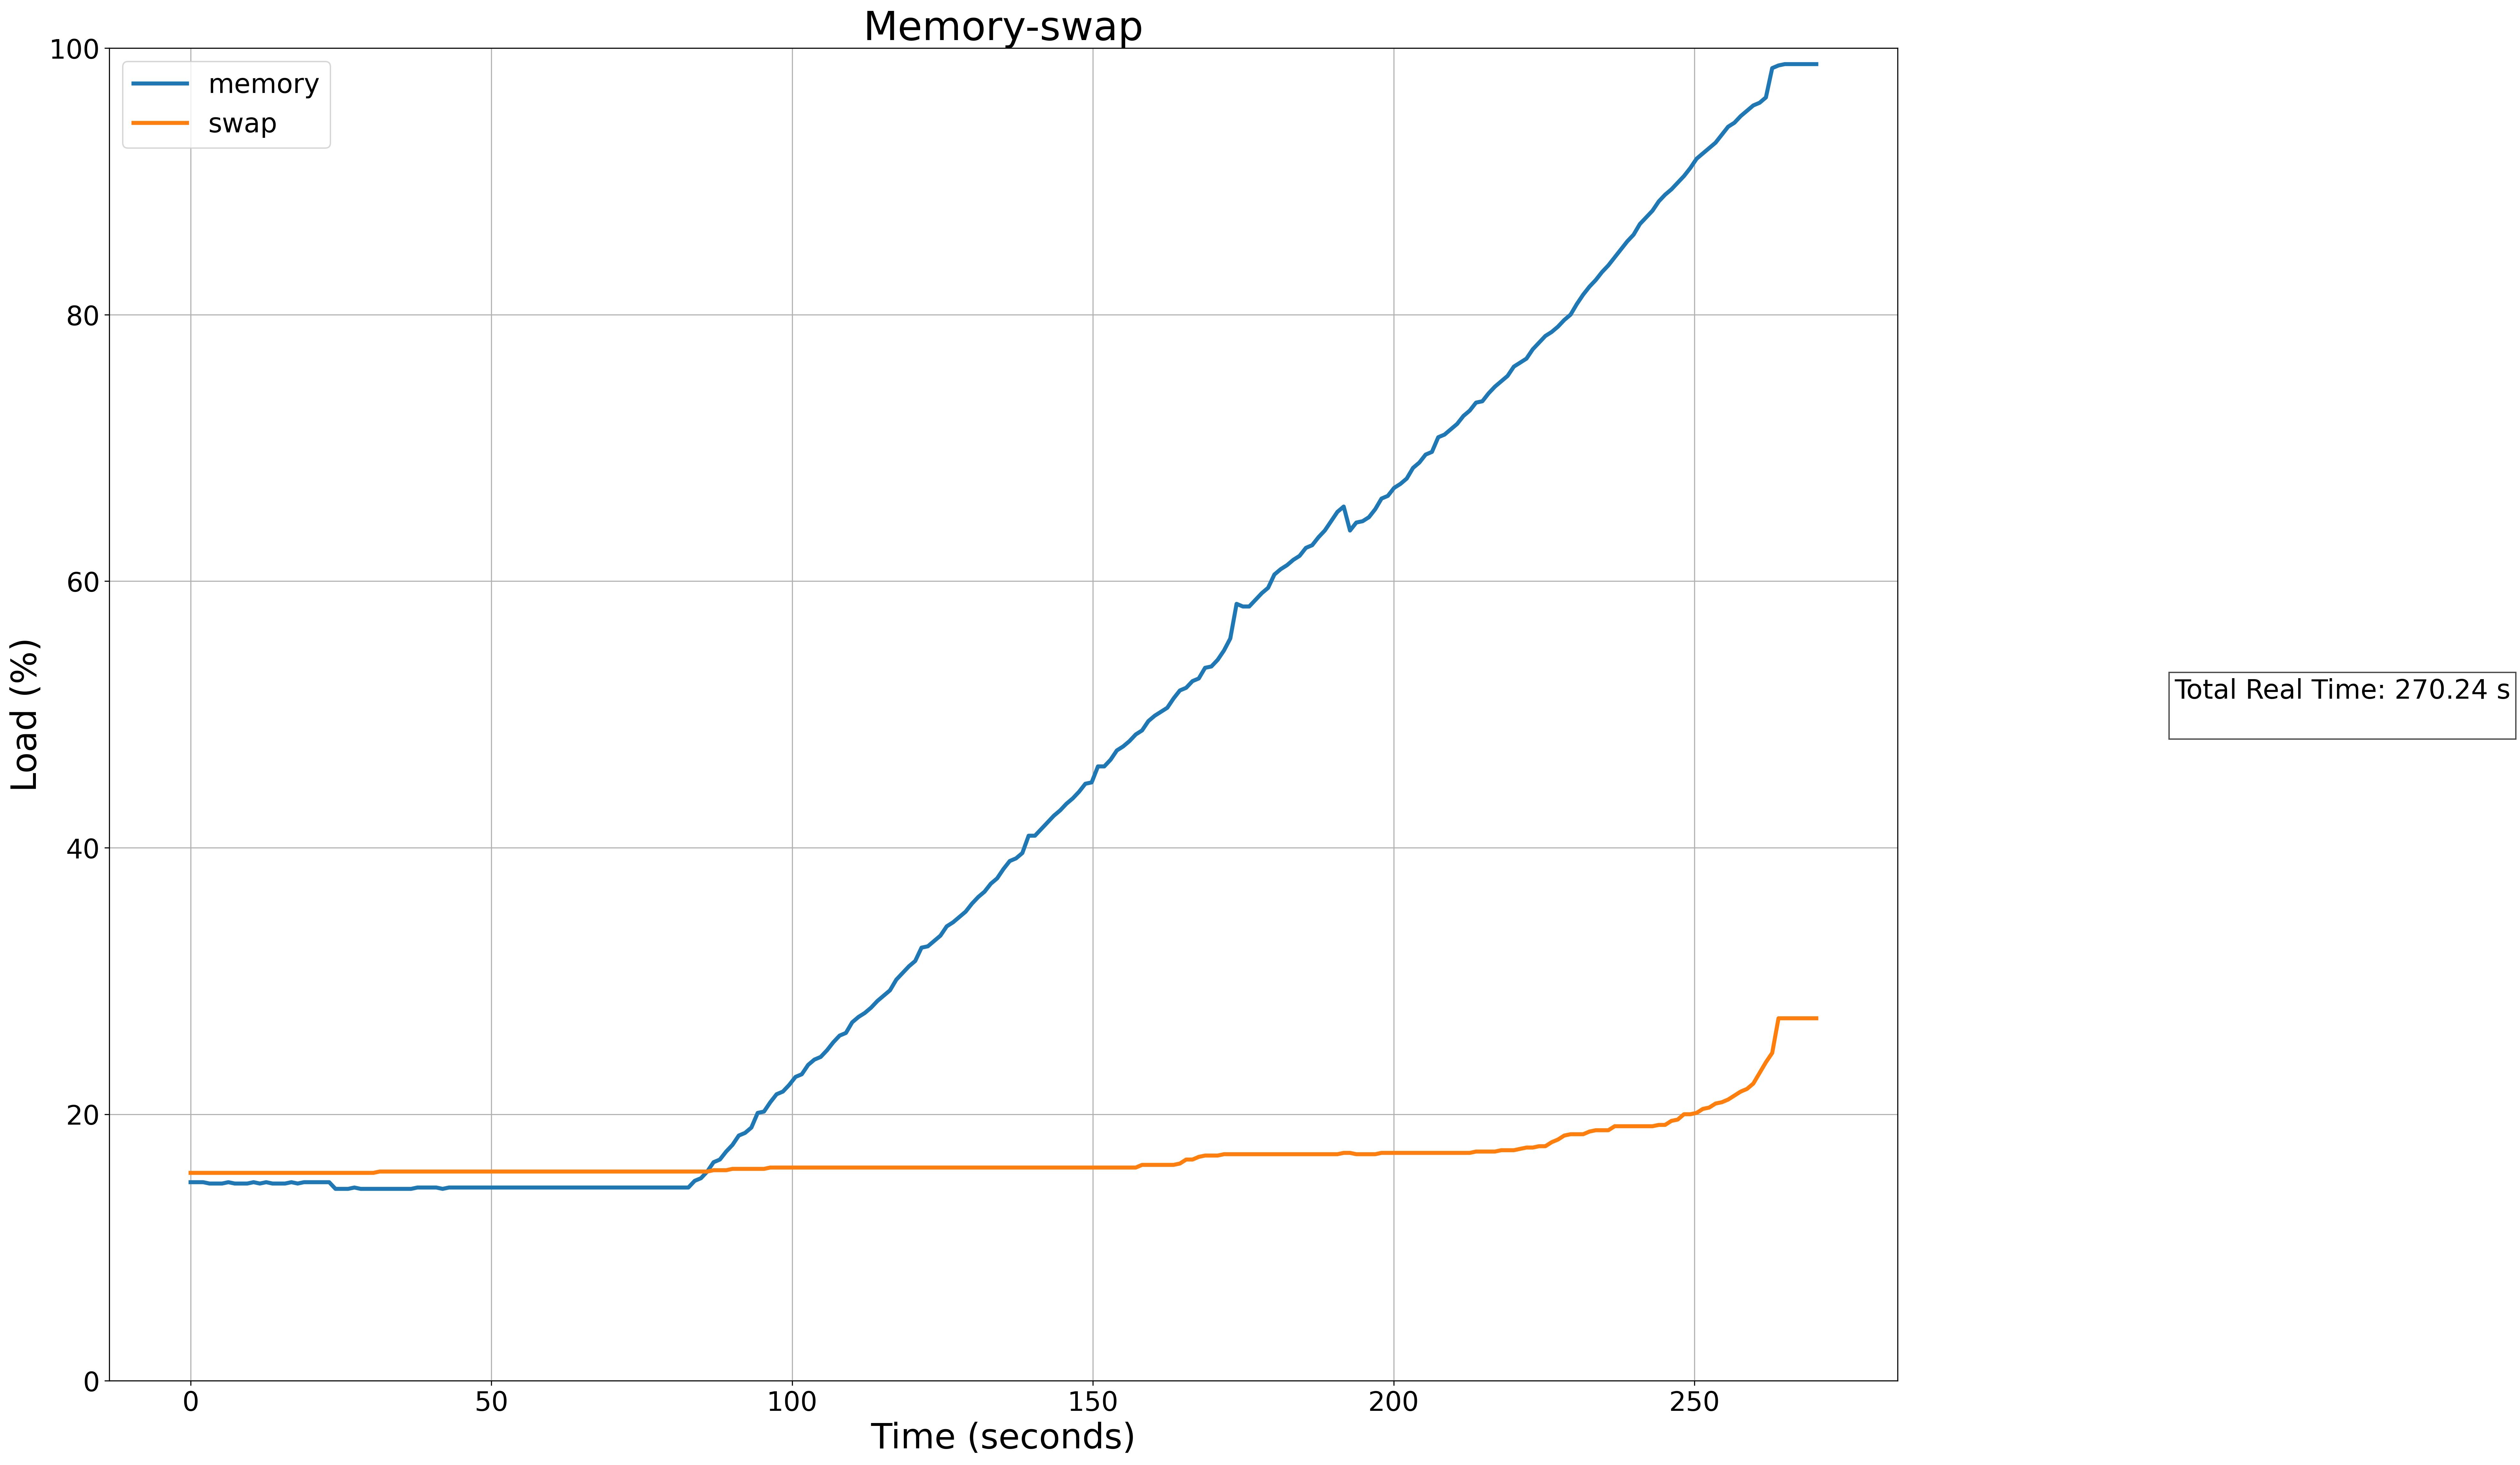 Memory-swap
memory
swap
100
80
60
40
20
0
Load (%)
0 50 100 150 200 250
Time (seconds)
Total Real Time: 270.24 s